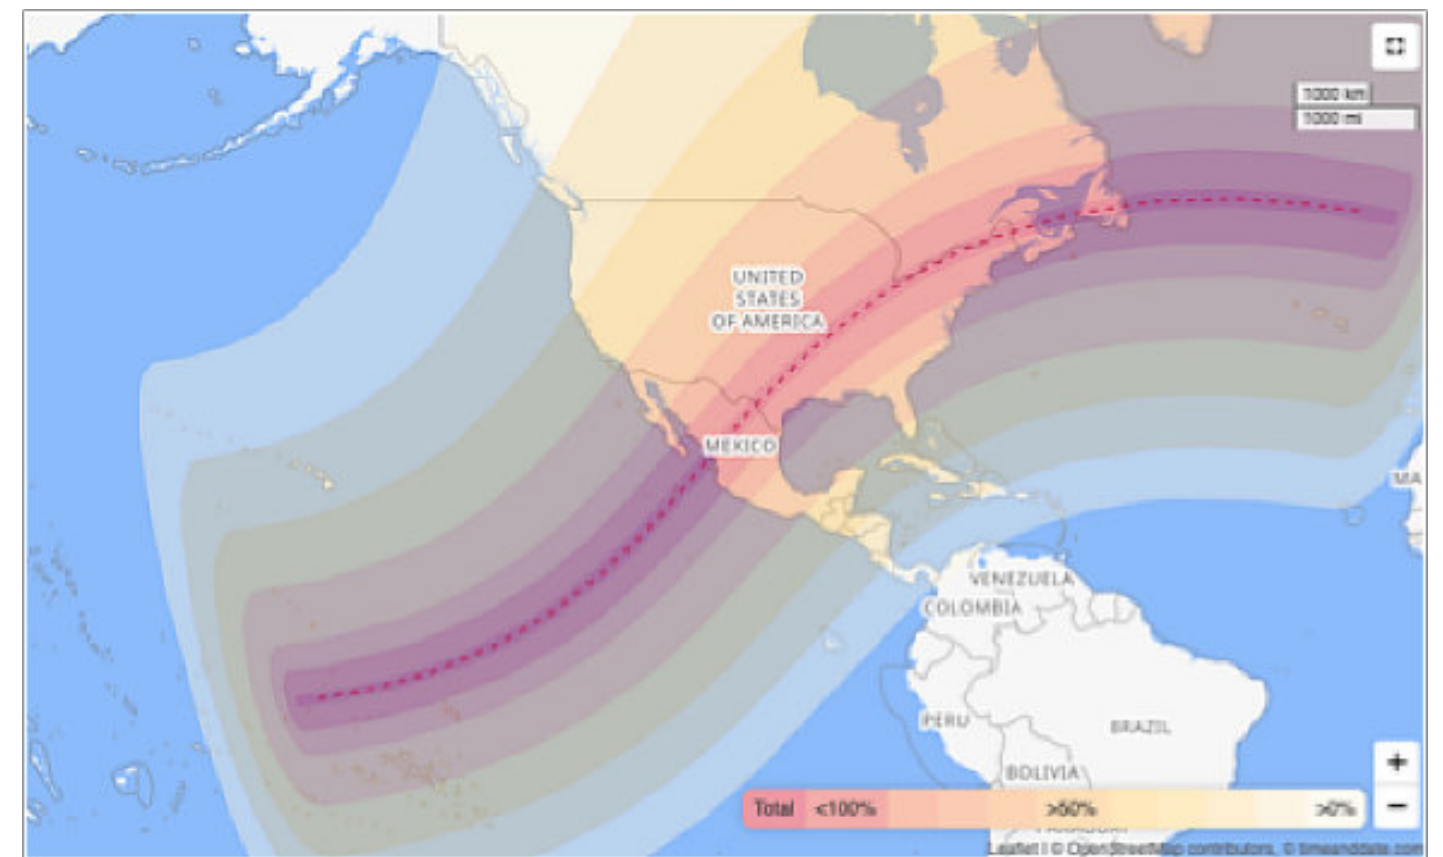 1000 km
1000 mi
UNITED
STATES
OF AMERICA
MEXICO
MA
VENEZUELA
COLOMBIA
PERU
BRAZIL
BOLIVIA
+
Total <100% >60% >0%
−
Leaflet | © OpenStreetMap contributors, © timeanddate.com